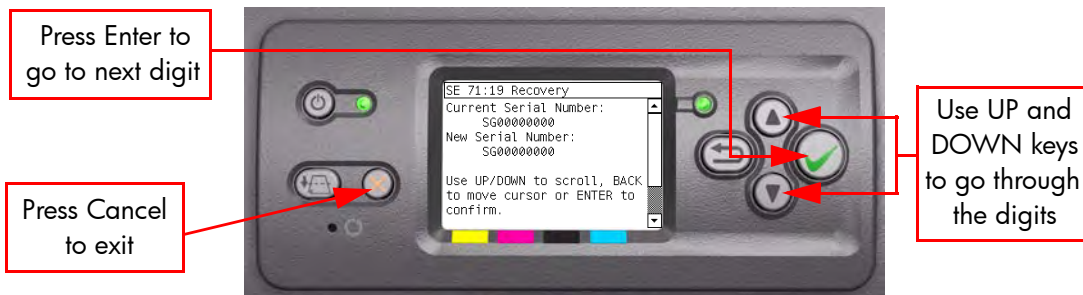 Press Enter to
go to next digit
SE 71:19 Recovery
Current Serial Number:
SG00000000
New Serial Number:
SG00000000
Use UP/DOWN to scroll, BACK
to move cursor or ENTER to
confirm.
Use UP and
DOWN keys
to go through
the digits
Press Cancel
to exit